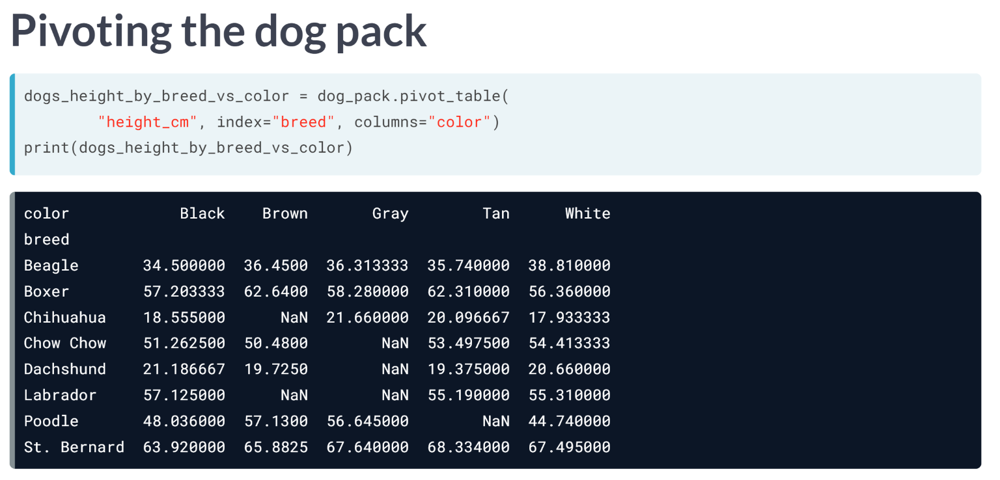 Pivoting the dog pack
dogs_height_by_breed_vs_color = dog_pack.pivot_table(
        "height_cm", index="breed", columns="color")
print(dogs_height_by_breed_vs_color)
color            Black    Brown       Gray        Tan      White
breed
Beagle       34.500000  36.4500  36.313333  35.740000  38.810000
Boxer        57.203333  62.6400  58.280000  62.310000  56.360000
Chihuahua    18.555000      NaN  21.660000  20.096667  17.933333
Chow Chow    51.262500  50.4800        NaN  53.497500  54.413333
Dachshund    21.186667  19.7250        NaN  19.375000  20.660000
Labrador     57.125000      NaN        NaN  55.190000  55.310000
Poodle       48.036000  57.1300  56.645000        NaN  44.740000
St. Bernard  63.920000  65.8825  67.640000  68.334000  67.495000